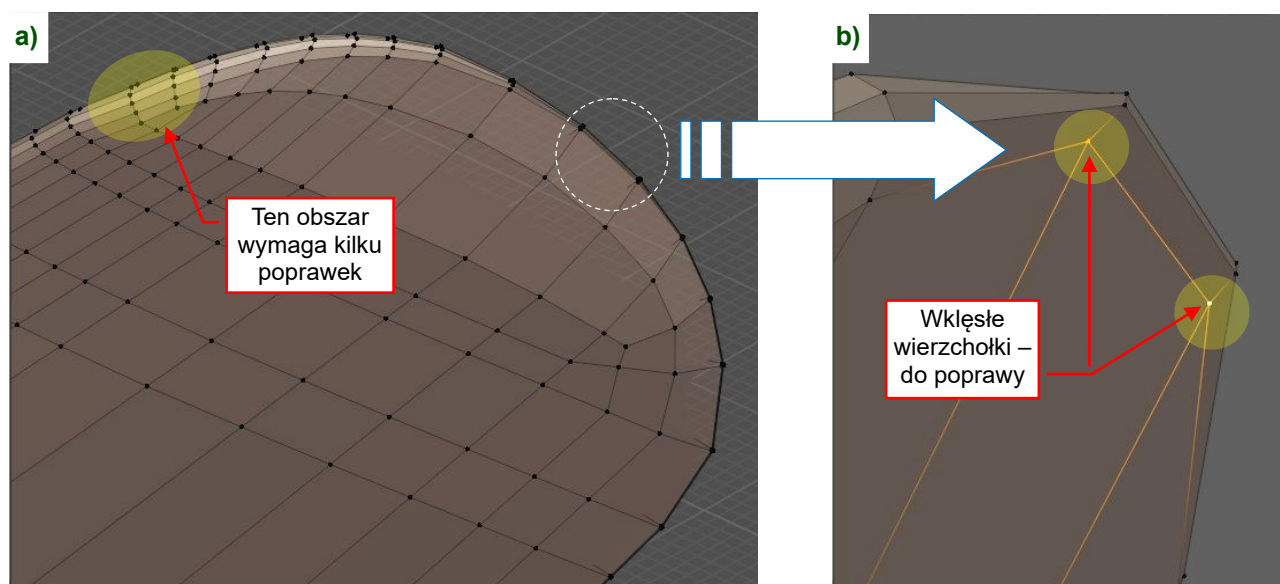 a)
Ten obszar
wymaga kilku
poprawek
b)
Wklęsłe
wierzchołki –
do poprawy